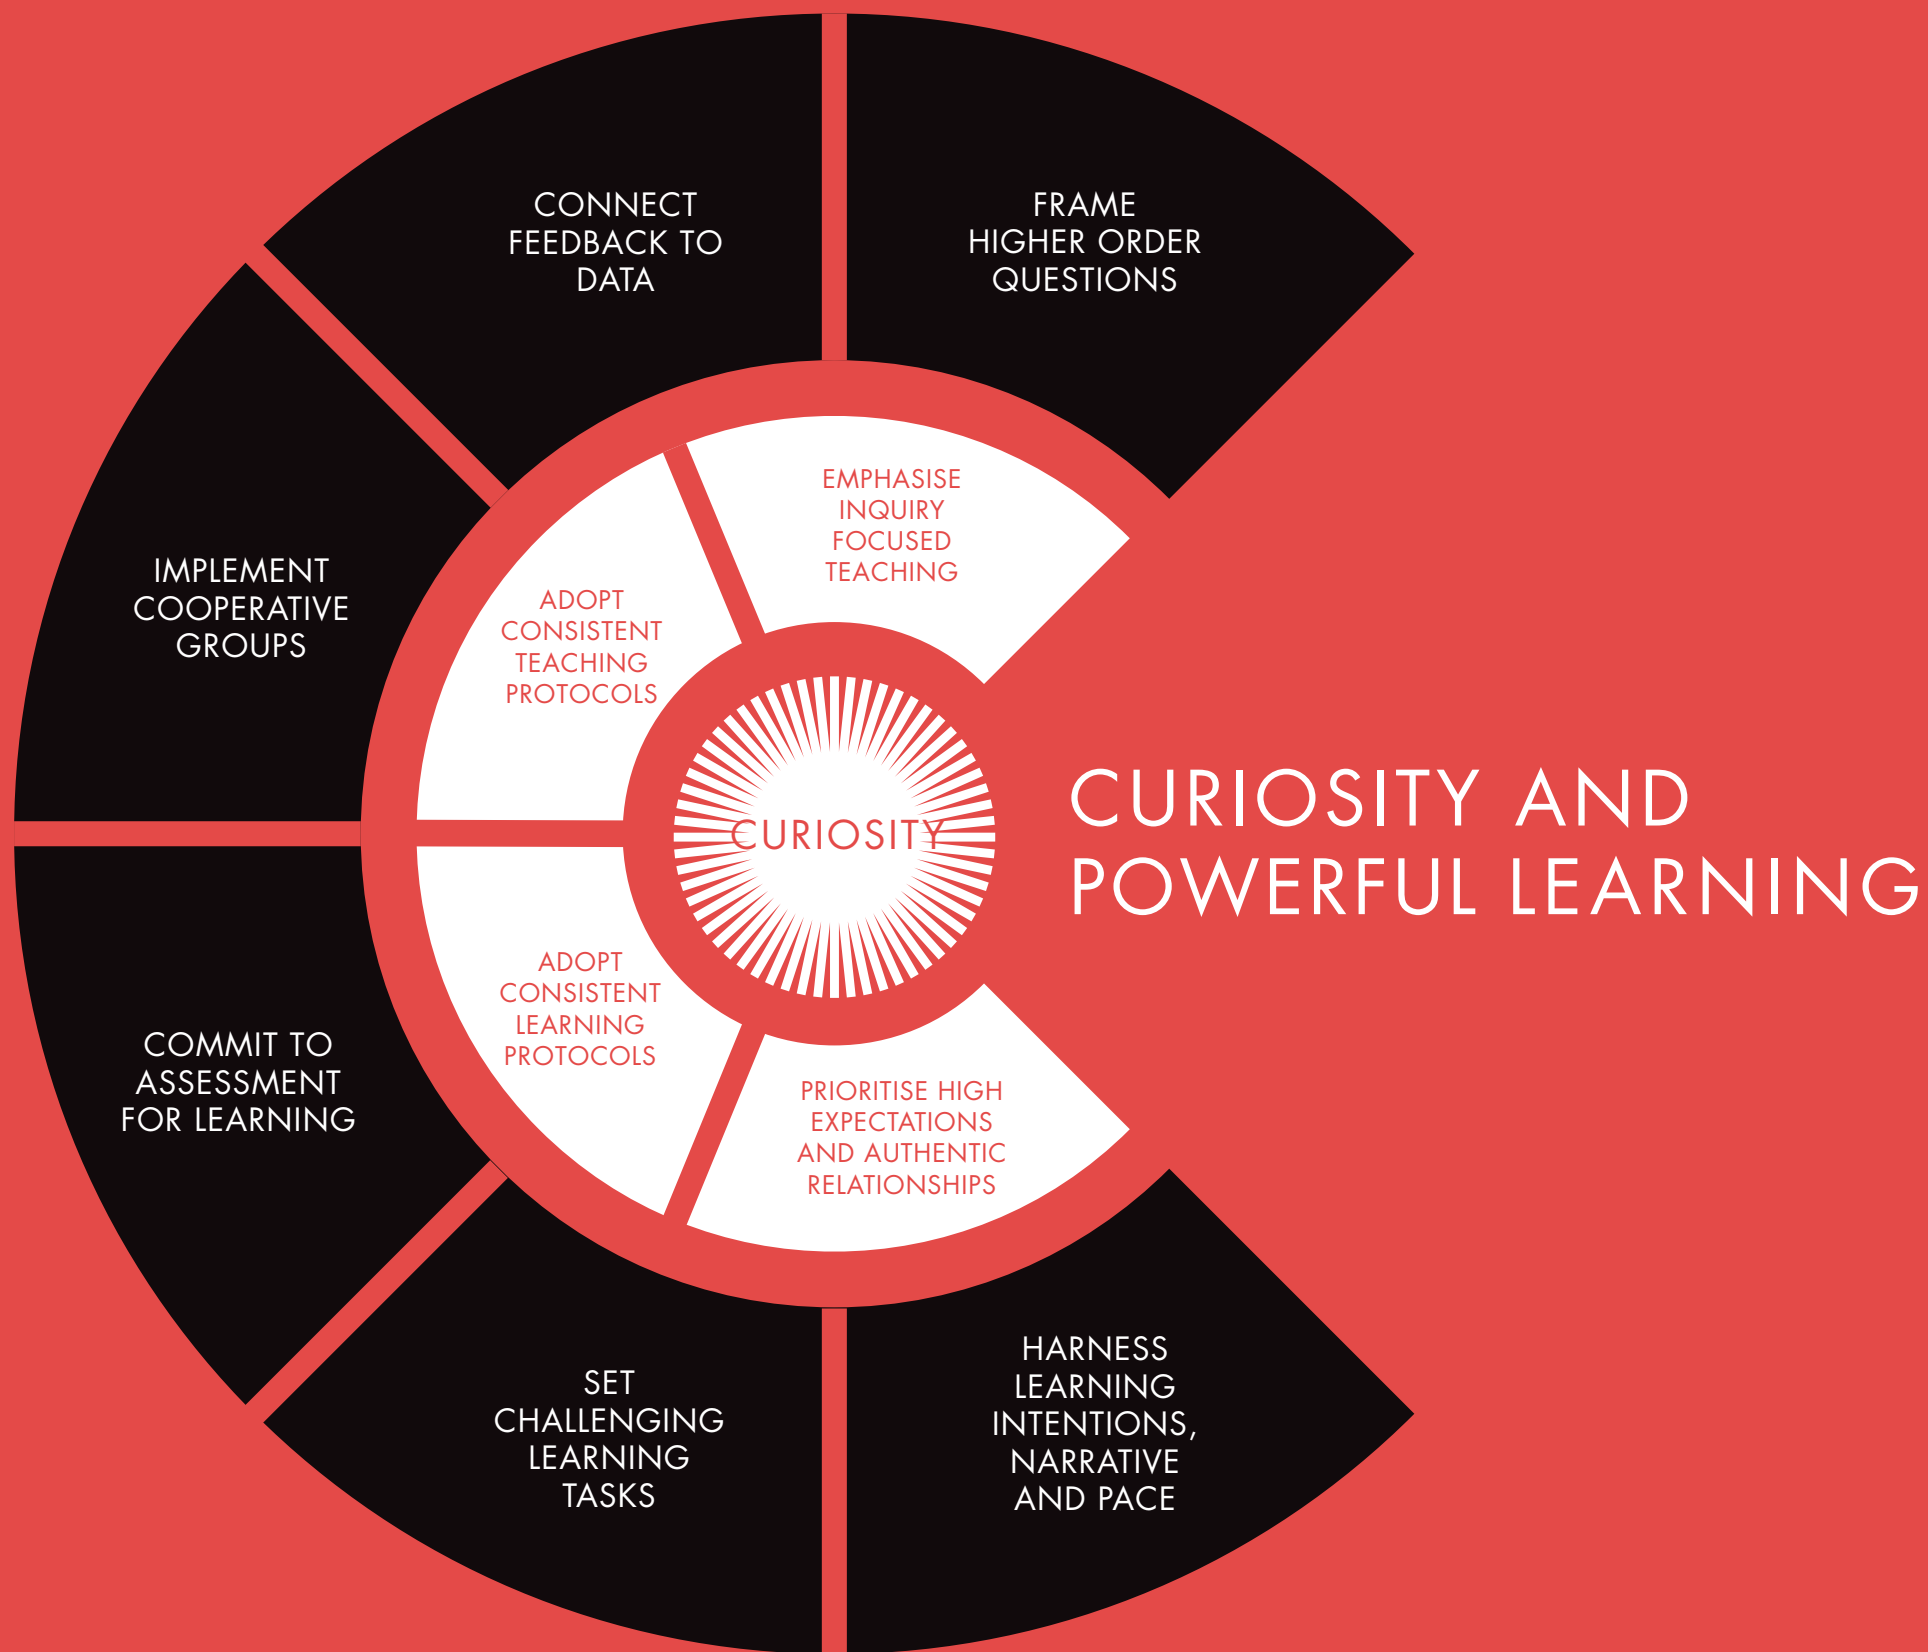 CONNECT
FEEDBACK TO
DATA
FRAME
HIGHER ORDER
QUESTIONS
IMPLEMENT
COOPERATIVE
GROUPS
EMPHASISE
INQUIRY
FOCUSED
TEACHING
ADOPT
CONSISTENT
TEACHING
PROTOCOLS
CURIOSITY
CURIOSITY AND
POWERFUL LEARNING
ADOPT
CONSISTENT
LEARNING
PROTOCOLS
PRIORITISE HIGH
EXPECTATIONS
AND AUTHENTIC
RELATIONSHIPS
COMMIT TO
ASSESSMENT
FOR LEARNING
SET
CHALLENGING
LEARNING
TASKS
HARNESS
LEARNING
INTENTIONS,
NARRATIVE
AND PACE